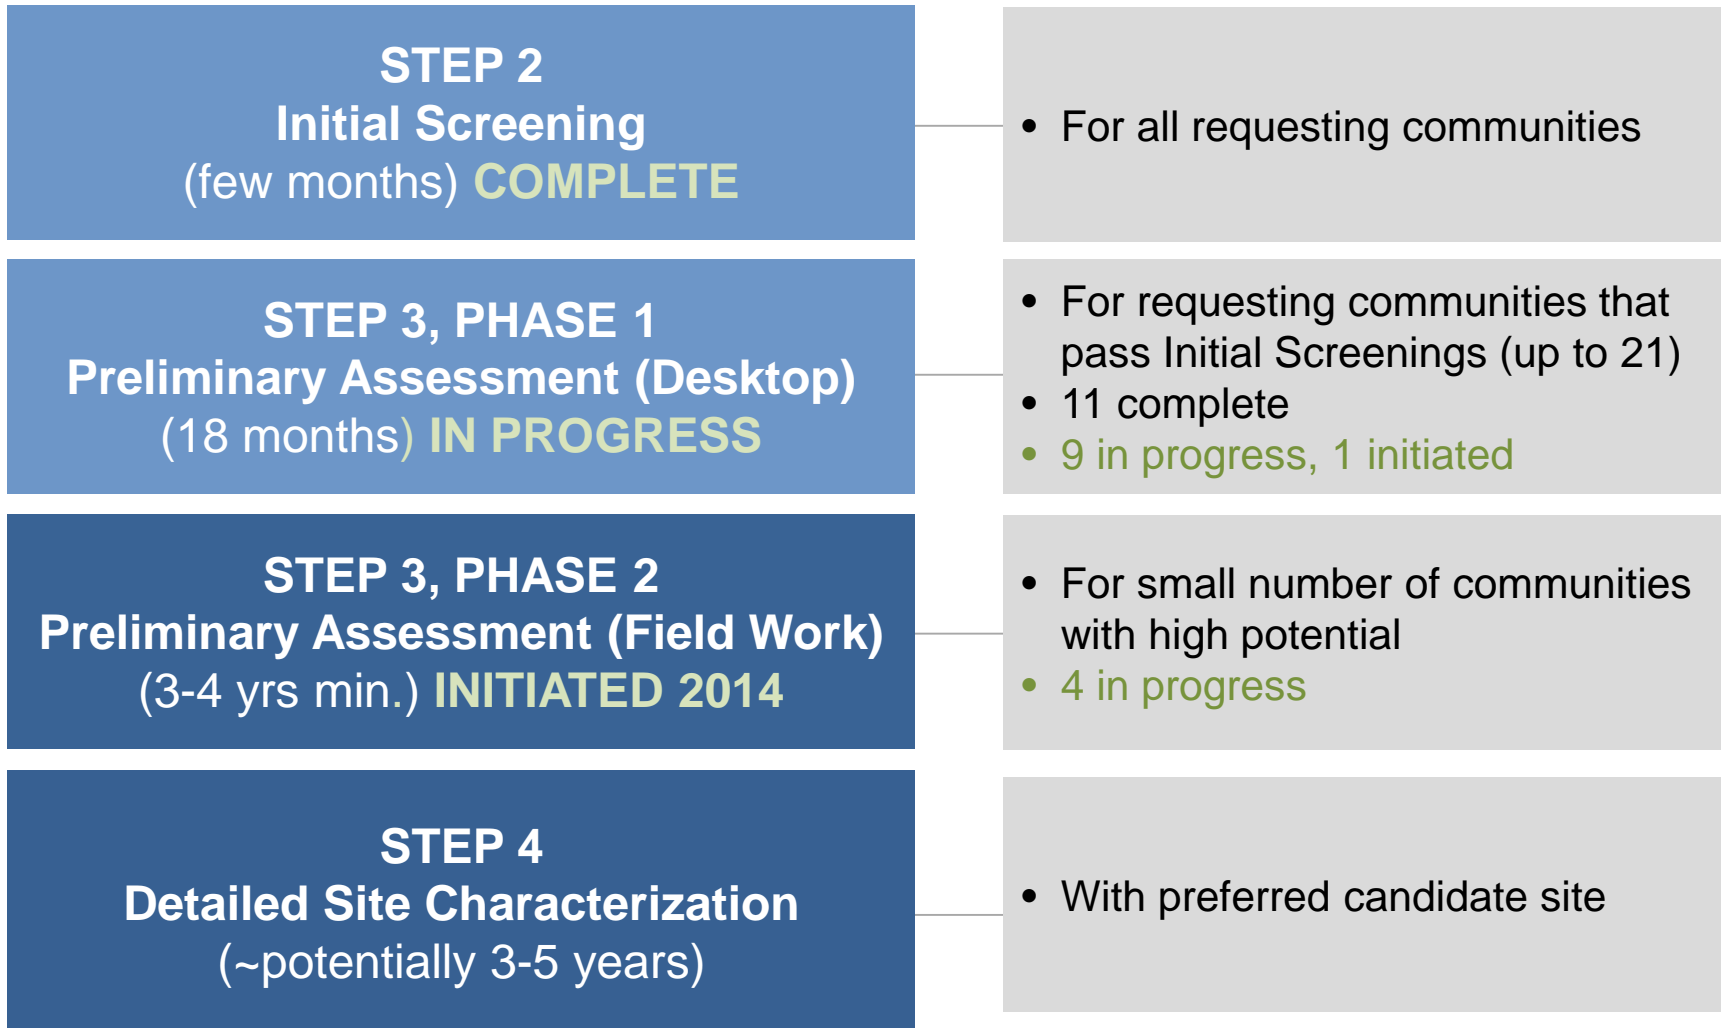 STEP 2
Initial Screening
(few months) COMPLETE
• For all requesting communities
STEP 3, PHASE 1
Preliminary Assessment (Desktop)
(18 months) IN PROGRESS
• For requesting communities that
pass Initial Screenings (up to 21)
• 11 complete
• 9 in progress, 1 initiated
STEP 3, PHASE 2
Preliminary Assessment (Field Work)
(3-4 yrs min.) INITIATED 2014
• For small number of communities
with high potential
• 4 in progress
STEP 4
Detailed Site Characterization
(~potentially 3-5 years)
• With preferred candidate site